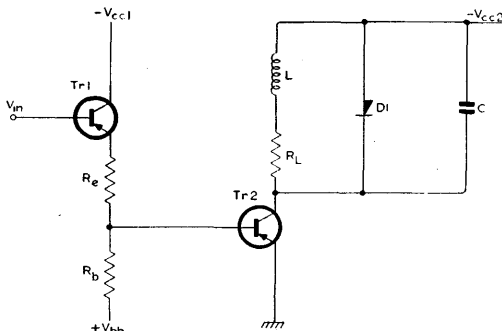 -Vcc1
-Vcc2
Tr1
Vin
L
D1
C
Re
RL
Tr2
Rb
+Vbb